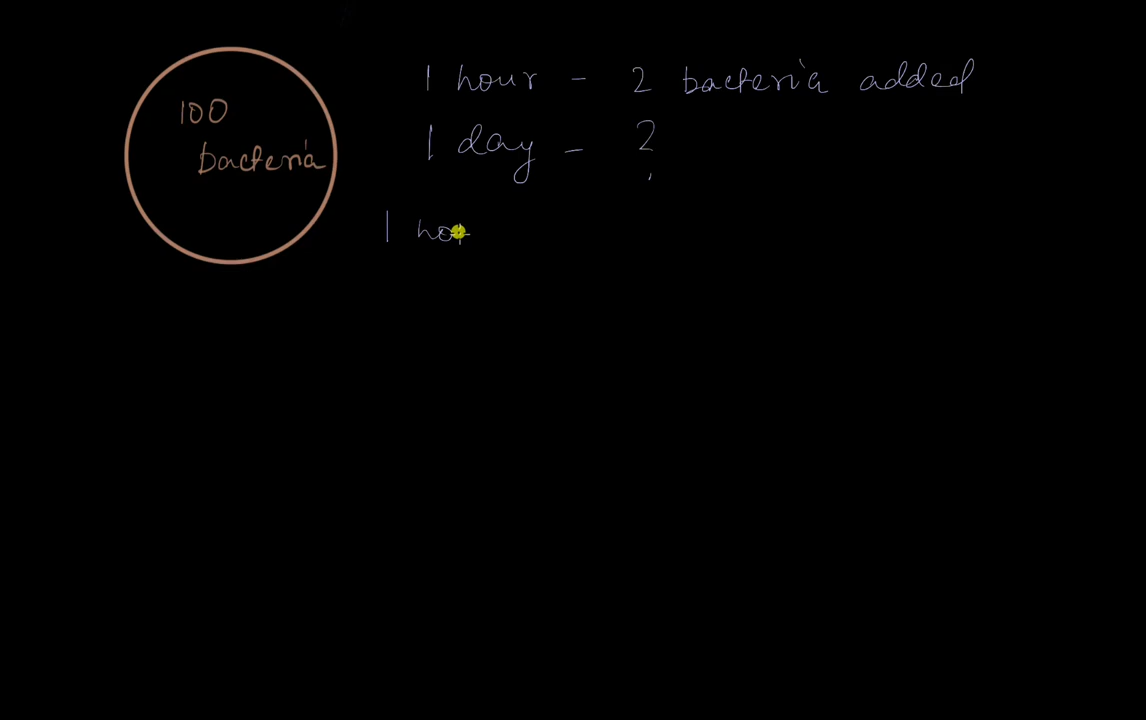 100
bacteria
1 hour - 2 bacteria added
1 day - ?
1